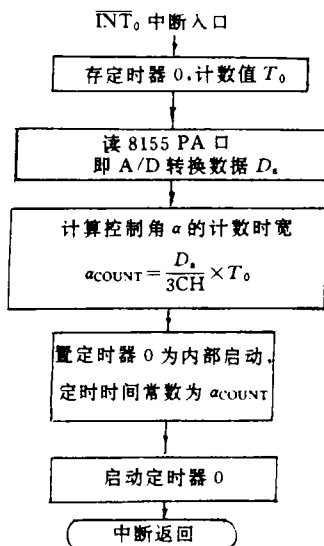 INT₀ 中断入口
存定时器 0,计数值 T₀
读 8155 PA 口
即 A/D 转换数据 Dₐ
计算控制角 α 的计数时宽
α_COUNT = Dₐ/3CH × T₀
置定时器 0 为内部启动,
定时时间常数为 α_COUNT
启动定时器 0
中断返回